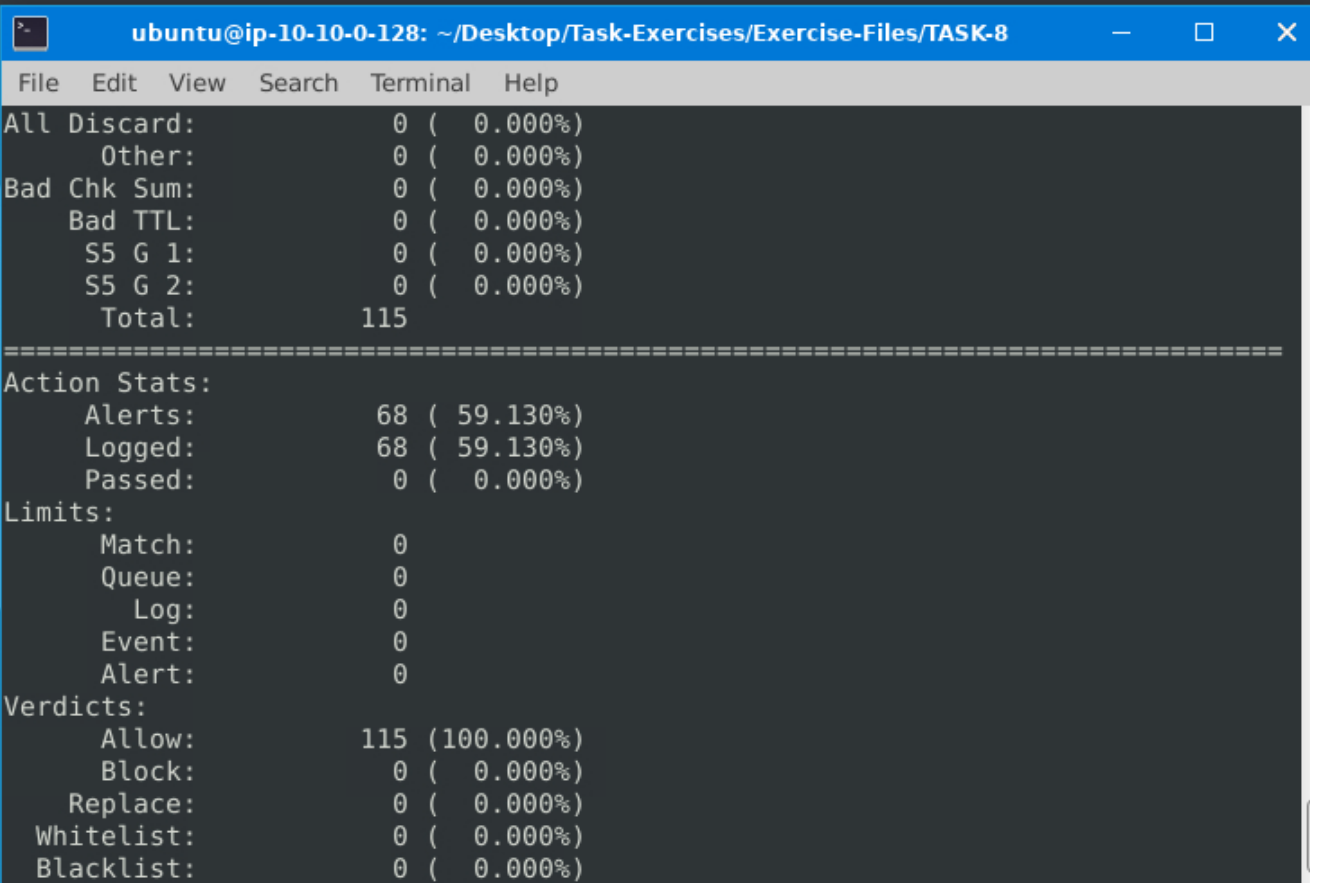 ubuntu@ip-10-10-0-128: ~/Desktop/Task-Exercises/Exercise-Files/TASK-8
File Edit View Search Terminal Help
All Discard: 0 ( 0.000%)
Other: 0 ( 0.000%)
Bad Chk Sum: 0 ( 0.000%)
Bad TTL: 0 ( 0.000%)
S5 G 1: 0 ( 0.000%)
S5 G 2: 0 ( 0.000%)
Total: 115
===============================================================================
Action Stats:
Alerts: 68 ( 59.130%)
Logged: 68 ( 59.130%)
Passed: 0 ( 0.000%)
Limits:
Match: 0
Queue: 0
Log: 0
Event: 0
Alert: 0
Verdicts:
Allow: 115 (100.000%)
Block: 0 ( 0.000%)
Replace: 0 ( 0.000%)
Whitelist: 0 ( 0.000%)
Blacklist: 0 ( 0.000%)